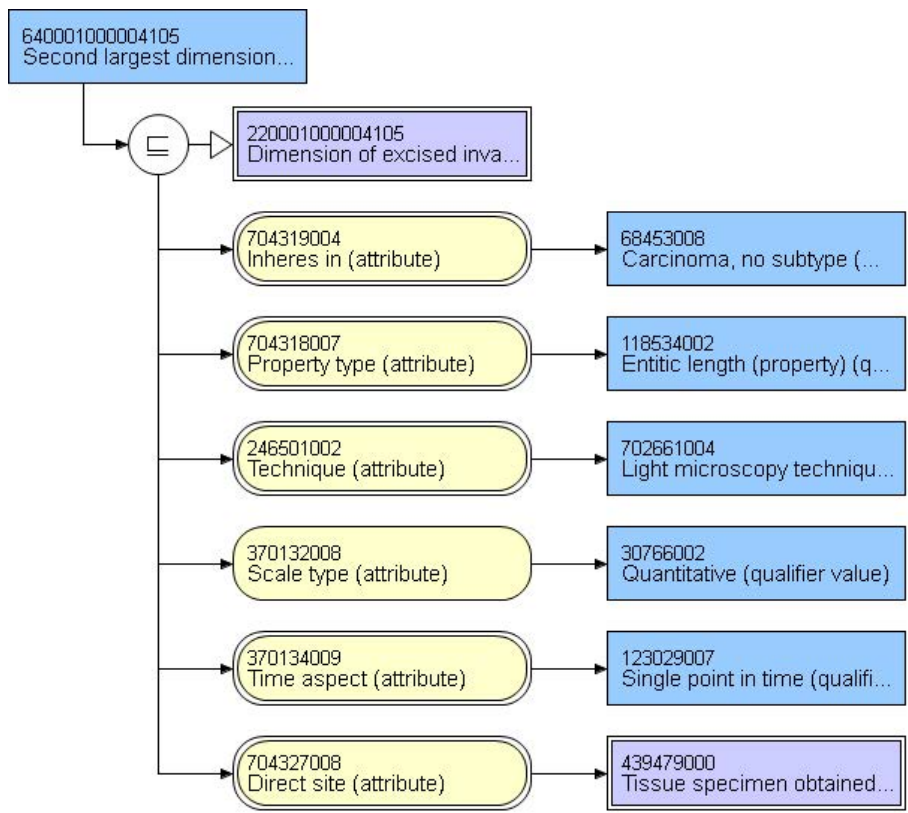 640001000004105
Second largest dimension...
⊑
220001000004105
Dimension of excised inva...
704319004
Inheres in (attribute)
68453008
Carcinoma, no subtype (...
704318007
Property type (attribute)
118534002
Entitic length (property) (q...
246501002
Technique (attribute)
702661004
Light microscopy techniqu...
370132008
Scale type (attribute)
30766002
Quantitative (qualifier value)
370134009
Time aspect (attribute)
123029007
Single point in time (qualifi...
704327008
Direct site (attribute)
439479000
Tissue specimen obtained...